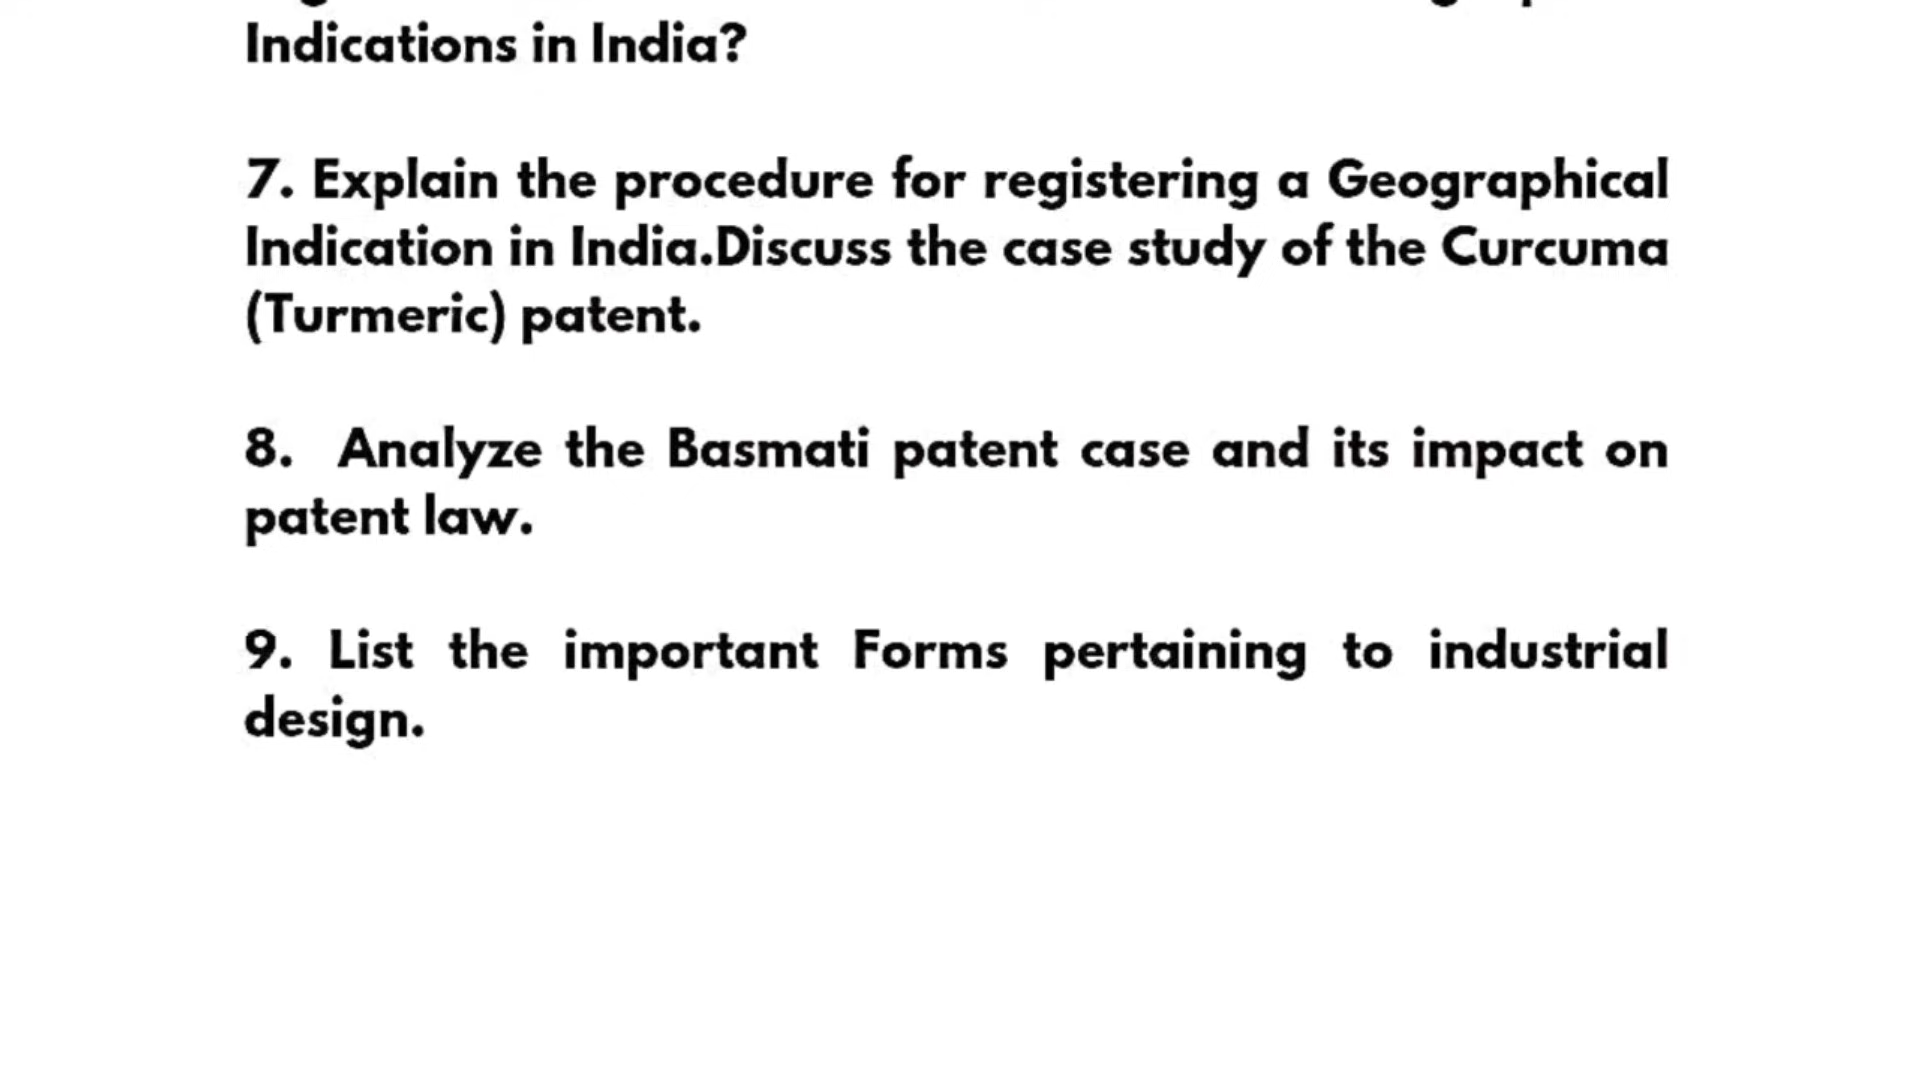 Indications in India?
7. Explain the procedure for registering a Geographical
Indication in India.Discuss the case study of the Curcuma
(Turmeric) patent.
8. Analyze the Basmati patent case and its impact on
patent law.
9. List the important Forms pertaining to industrial
design.